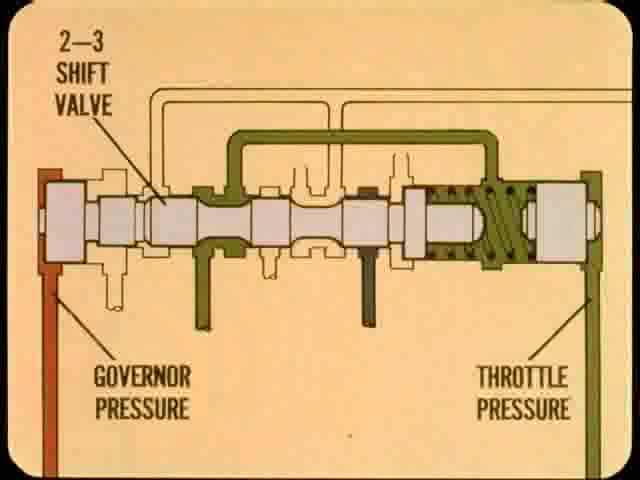 2–3
SHIFT
VALVE
GOVERNOR
PRESSURE
THROTTLE
PRESSURE